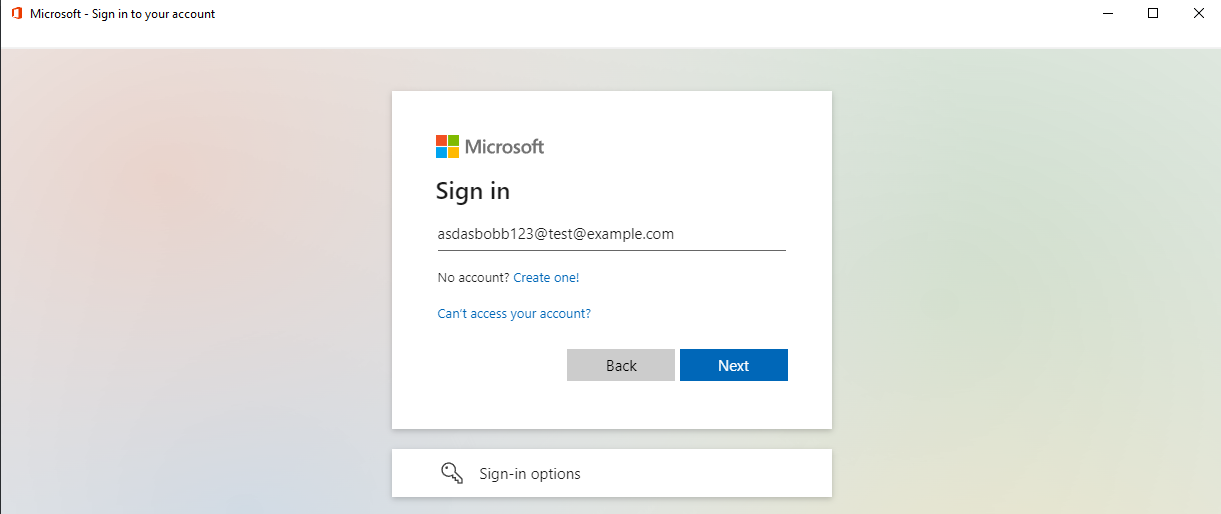 Microsoft - Sign in to your account
Microsoft
Sign in
asdasbobb123@test@example.com
No account? Create one!
Can't access your account?
Back Next
Sign-in options